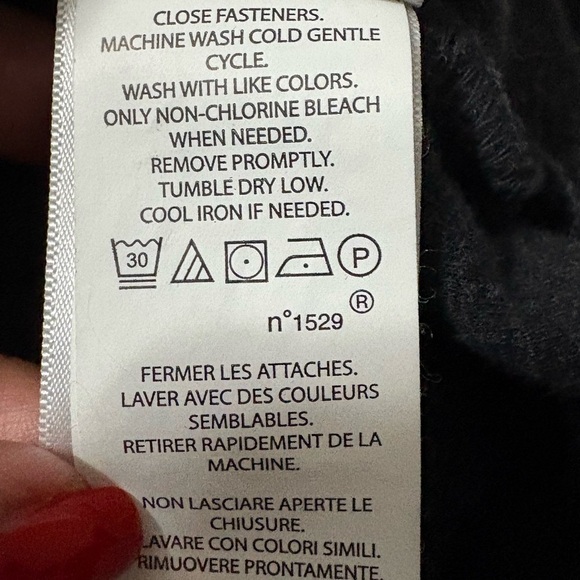 CLOSE FASTENERS.
MACHINE WASH COLD GENTLE
CYCLE.
WASH WITH LIKE COLORS.
ONLY NON-CHLORINE BLEACH
WHEN NEEDED.
REMOVE PROMPTLY.
TUMBLE DRY LOW.
COOL IRON IF NEEDED.
30 P
n°1529 ®
FERMER LES ATTACHES.
LAVER AVEC DES COULEURS
SEMBLABLES.
RETIRER RAPIDEMENT DE LA
MACHINE.
NON LASCIARE APERTE LE
CHIUSURE.
LAVARE CON COLORI SIMILI.
RIMUOVERE PRONTAMENTE.